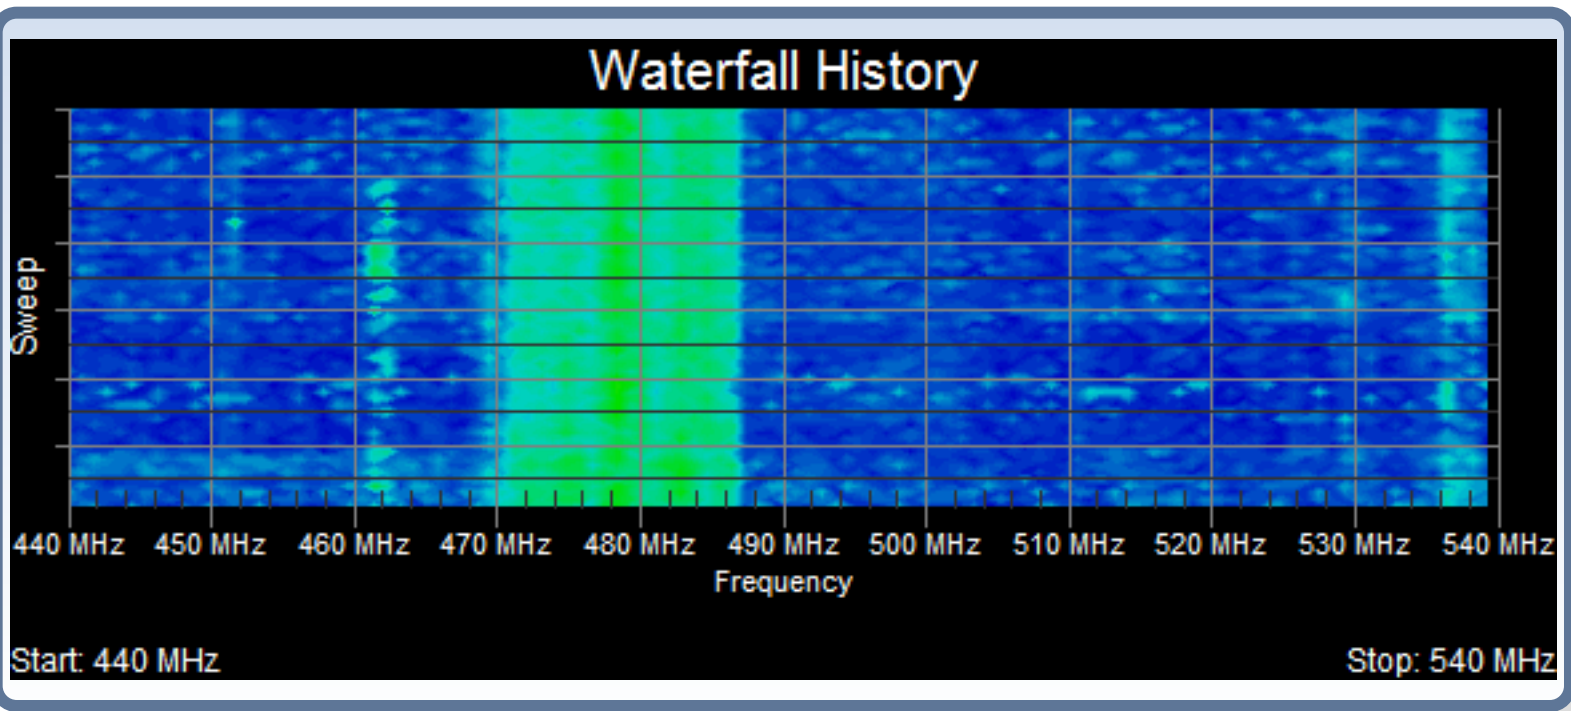 Waterfall History
Sweep
440 MHz 450 MHz 460 MHz 470 MHz 480 MHz 490 MHz 500 MHz 510 MHz 520 MHz 530 MHz 540 MHz
Frequency
Start: 440 MHz Stop: 540 MHz